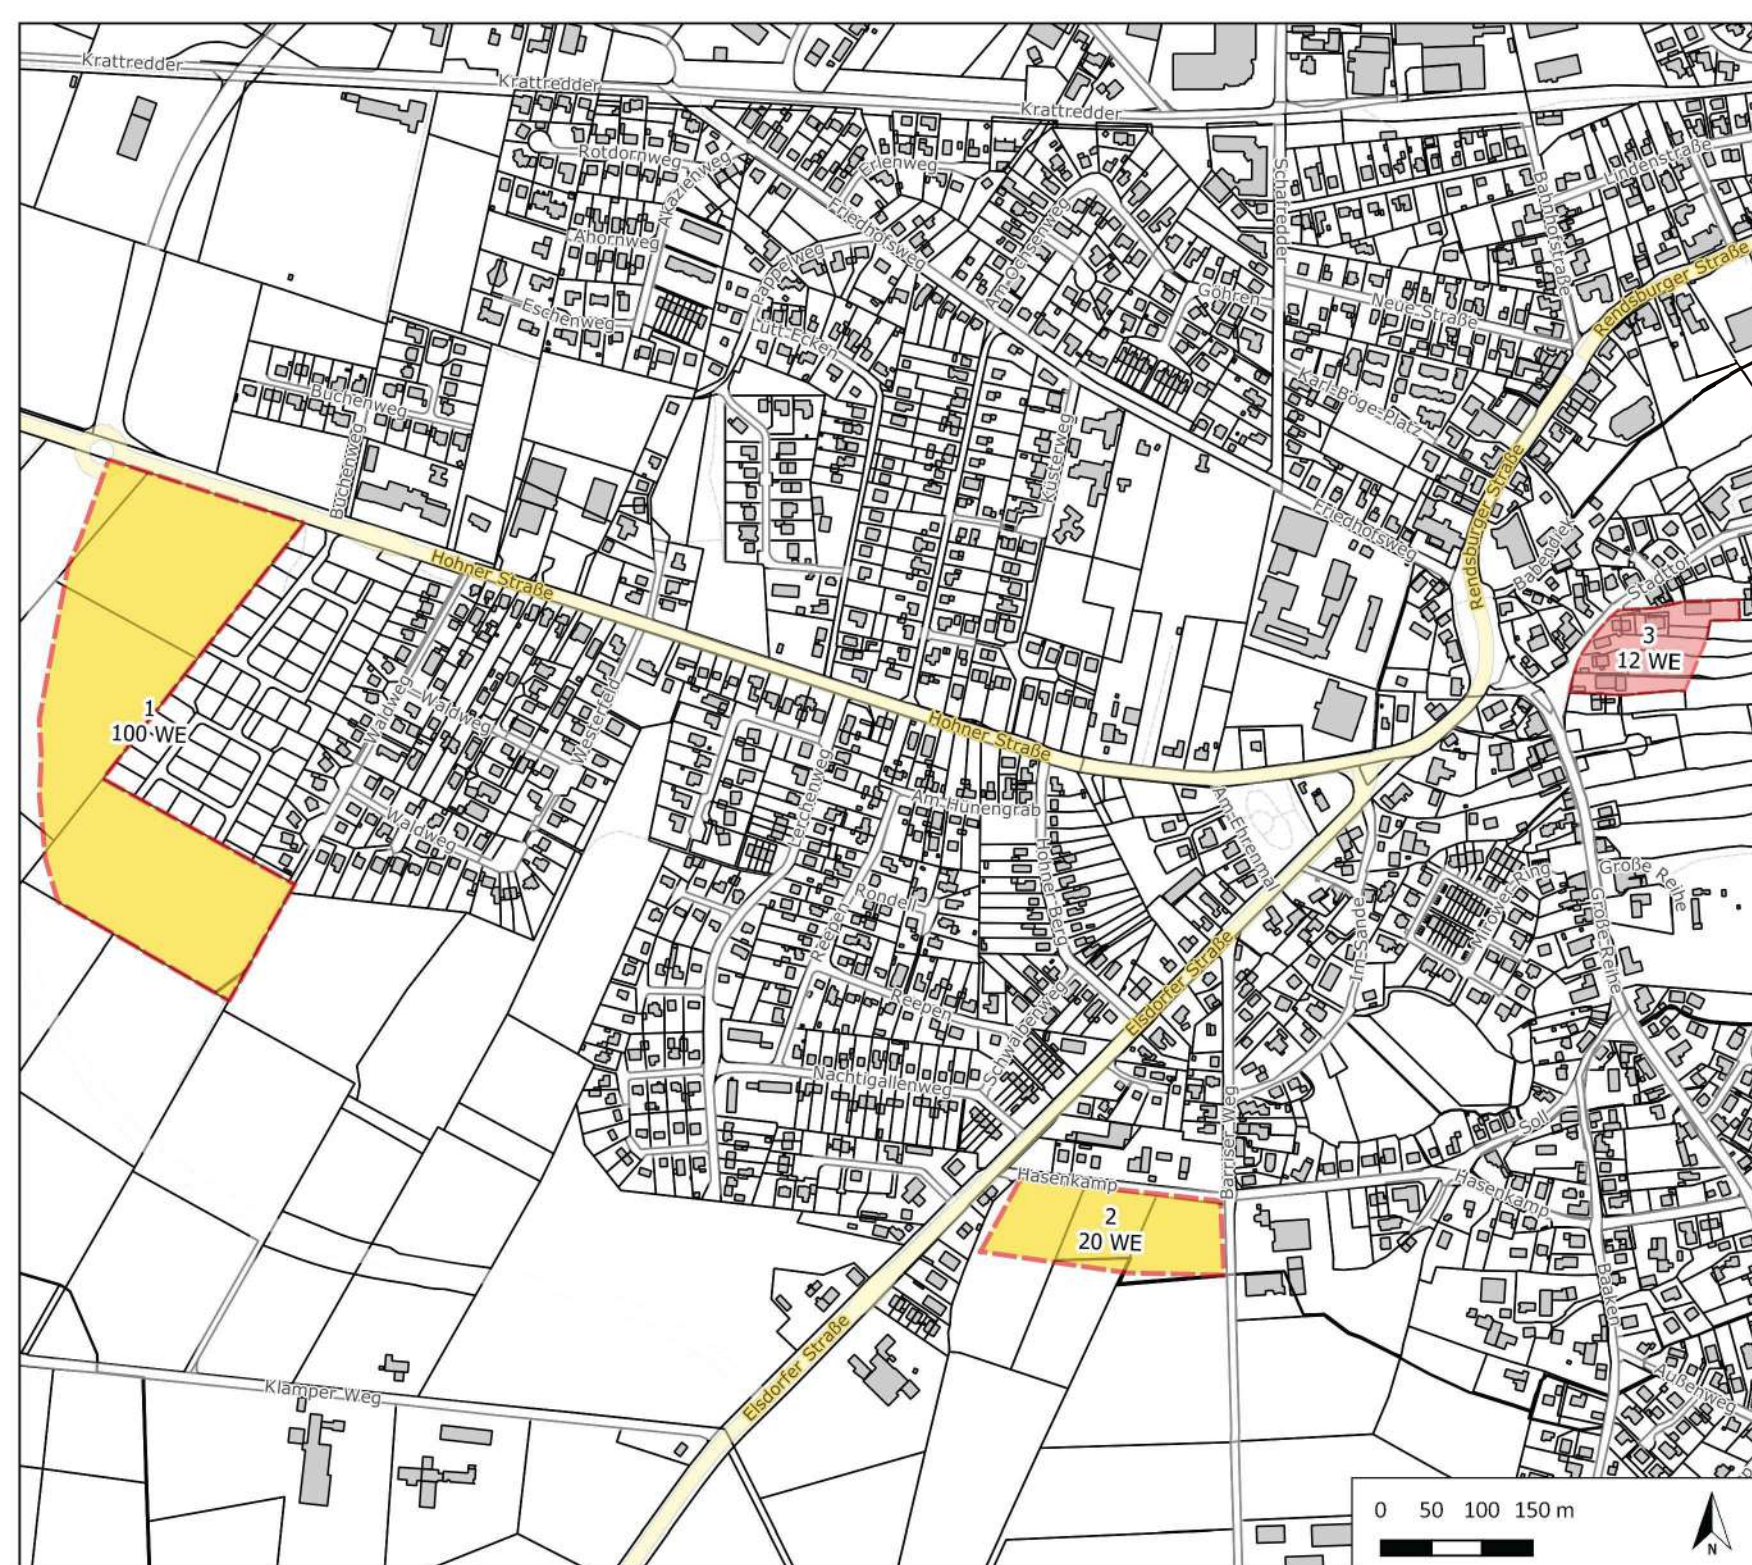 Krattredder
Krattredder
Krattredder
Rotdornweg
Akazienweg
Erlenweg
Friedhofsweg
Schafredder
Bahnhofstraße
Lindenstraße
Ahornweg
Pappelweg
Am Ochsenweg
Göhren
Neue Straße
Rendsburger Straße
Eschenweg
Lütt Ecken
Karl-Böge-Platz
Buchenweg
Buchenweg
Küsterweg
Friedhofsweg
Rendsburger Straße
Babendiek
Stadttor
Hohner Straße
3
12 WE
1
100 WE
Waldweg
Waldweg
Westerfeld
Hohner Straße
Waldweg
Lerchenweg
Am Hünengrab
Am Ehrenmal
Hohner Berg
Rondell
Reepen
Reepen
Im Sande
Mirower Ring
Große Reihe
Große Reihe
Elsdorfer Straße
Schwalbenweg
Nachtigallenweg
Barriser Weg
Soll
Hasenkamp
Hasenkamp
2
20 WE
Baaken
Außenweg
Elsdorfer Straße
Klamper Weg
0 50 100 150 m
N